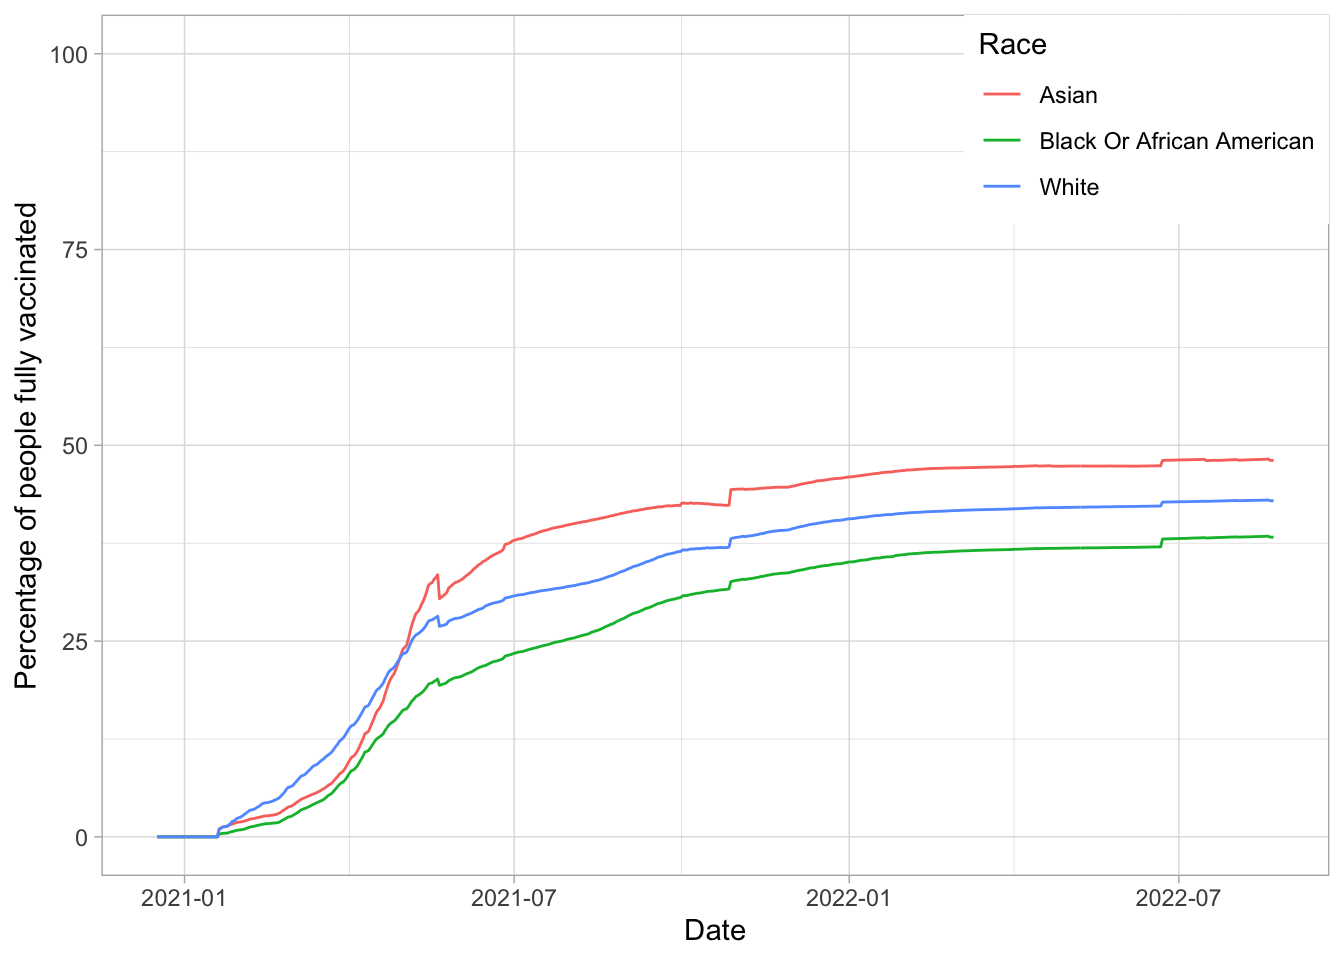 Race
Asian
Black Or African American
White
100
75
50
25
0
Percentage of people fully vaccinated
2021-01
2021-07
2022-01
2022-07
Date